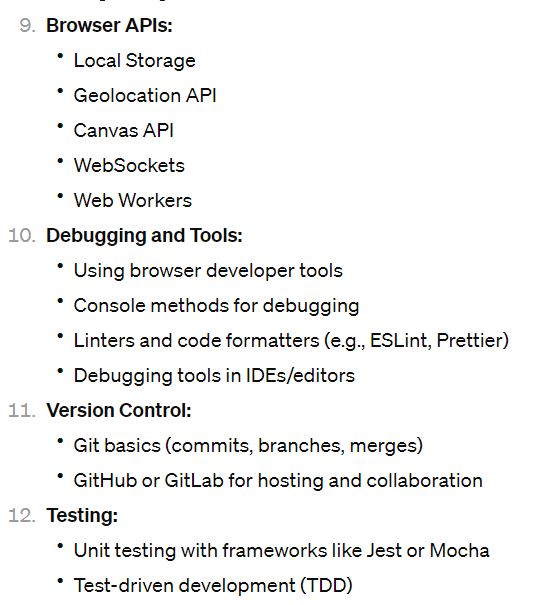 9. Browser APIs:
• Local Storage
• Geolocation API
• Canvas API
• WebSockets
• Web Workers
10. Debugging and Tools:
• Using browser developer tools
• Console methods for debugging
• Linters and code formatters (e.g., ESLint, Prettier)
• Debugging tools in IDEs/editors
11. Version Control:
• Git basics (commits, branches, merges)
• GitHub or GitLab for hosting and collaboration
12. Testing:
• Unit testing with frameworks like Jest or Mocha
• Test-driven development (TDD)